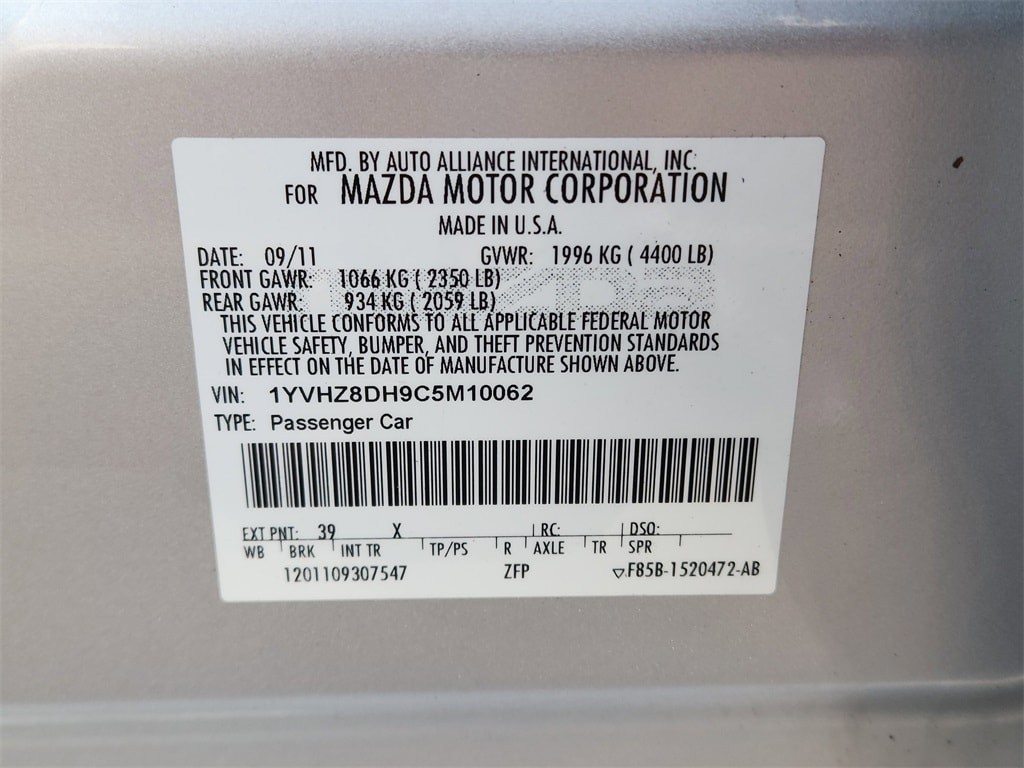 MFD. BY AUTO ALLIANCE INTERNATIONAL, INC.
FOR MAZDA MOTOR CORPORATION
MADE IN U.S.A.
DATE: 09/11 GVWR: 1996 KG ( 4400 LB)
FRONT GAWR: 1066 KG ( 2350 LB)
REAR GAWR: 934 KG ( 2059 LB)
THIS VEHICLE CONFORMS TO ALL APPLICABLE FEDERAL MOTOR
VEHICLE SAFETY, BUMPER, AND THEFT PREVENTION STANDARDS
IN EFFECT ON THE DATE OF MANUFACTURE SHOWN ABOVE.
VIN: 1YVHZ8DH9C5M10062
TYPE: Passenger Car
EXT PNT: 39 X RC: DSO:
WB BRK INT TR TP/PS R AXLE TR SPR
1201109307547 ZFP ▽F85B-1520472-AB